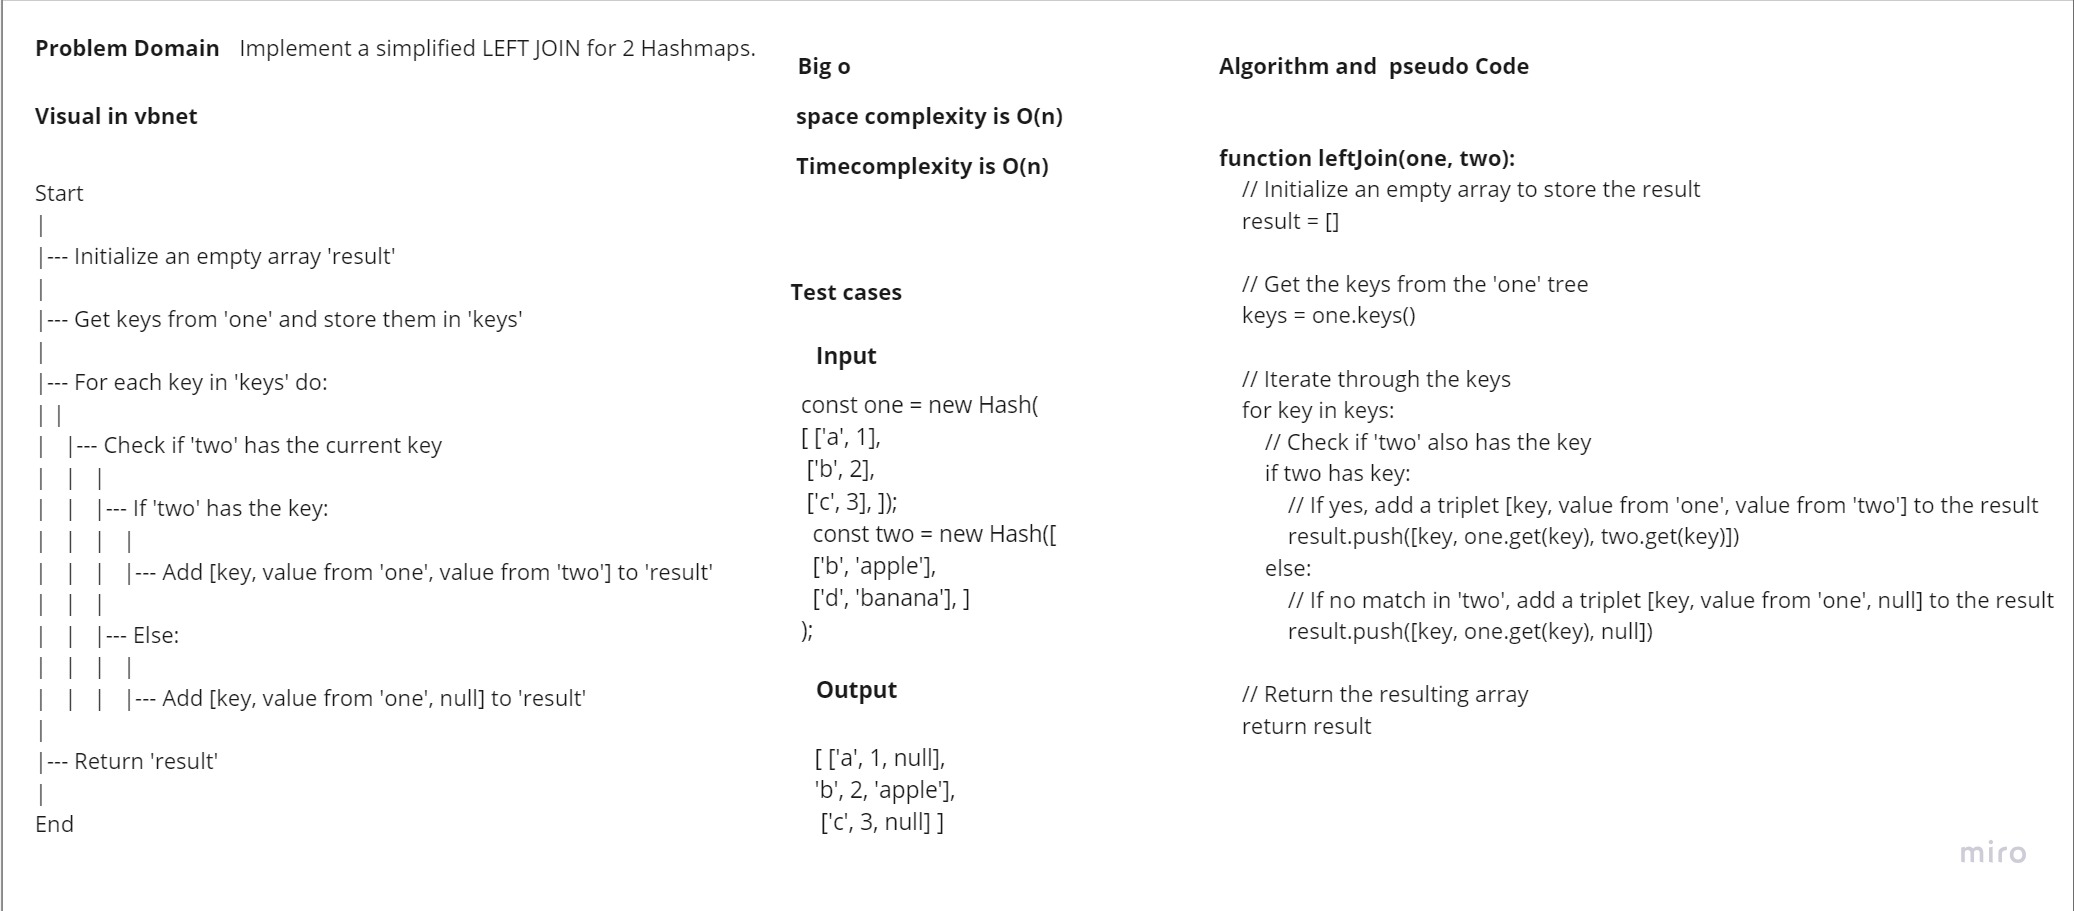 Problem Domain   Implement a simplified LEFT JOIN for 2 Hashmaps.
Visual in vbnet
Start
|
|--- Initialize an empty array 'result'
|
|--- Get keys from 'one' and store them in 'keys'
|
|--- For each key in 'keys' do:
| |
|   |--- Check if 'two' has the current key
|   |   |
|   |   |--- If 'two' has the key:
|   |   |   |
|   |   |   |--- Add [key, value from 'one', value from 'two'] to 'result'
|   |   |
|   |   |--- Else:
|   |   |   |
|   |   |   |--- Add [key, value from 'one', null] to 'result'
|
|--- Return 'result'
|
End
Big o
space complexity is O(n)
Timecomplexity is O(n)
Test cases
Input
const one = new Hash(
[ ['a', 1],
['b', 2],
['c', 3], ]);
const two = new Hash([
['b', 'apple'],
['d', 'banana'], ]
);
Output
[ ['a', 1, null],
'b', 2, 'apple'],
['c', 3, null] ]
Algorithm and  pseudo Code
function leftJoin(one, two):
// Initialize an empty array to store the result
result = []
// Get the keys from the 'one' tree
keys = one.keys()
// Iterate through the keys
for key in keys:
// Check if 'two' also has the key
if two has key:
// If yes, add a triplet [key, value from 'one', value from 'two'] to the result
result.push([key, one.get(key), two.get(key)])
else:
// If no match in 'two', add a triplet [key, value from 'one', null] to the result
result.push([key, one.get(key), null])
// Return the resulting array
return result
miro